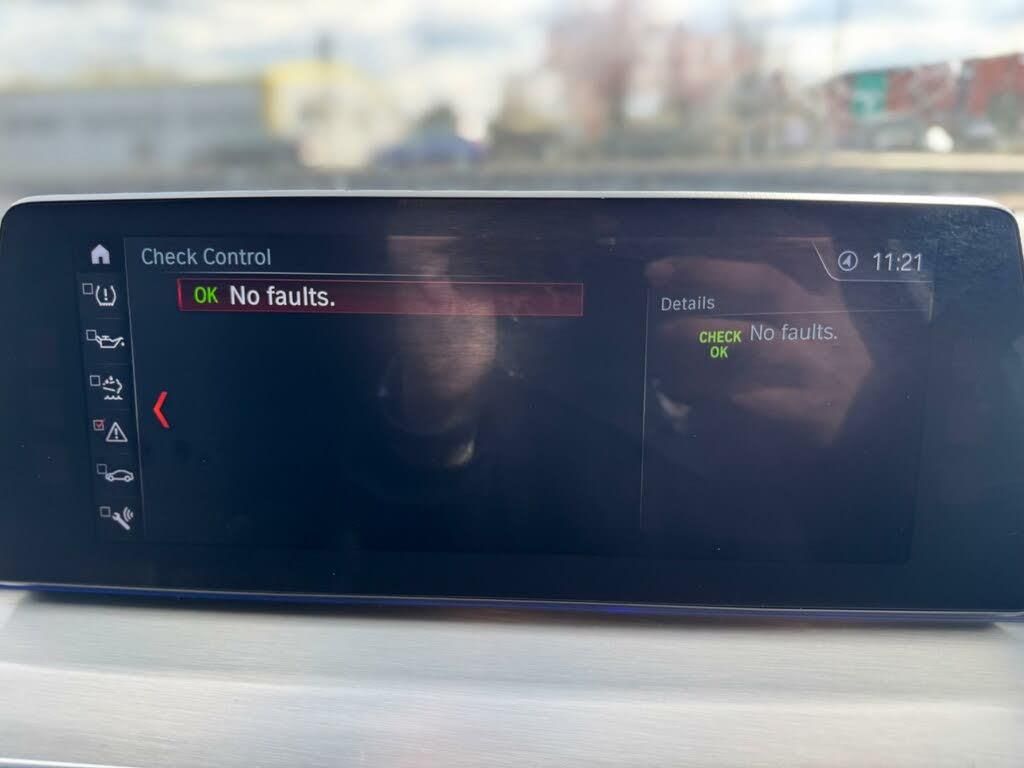 Check Control
11:21
OK No faults.
Details
CHECK
OK
No faults.